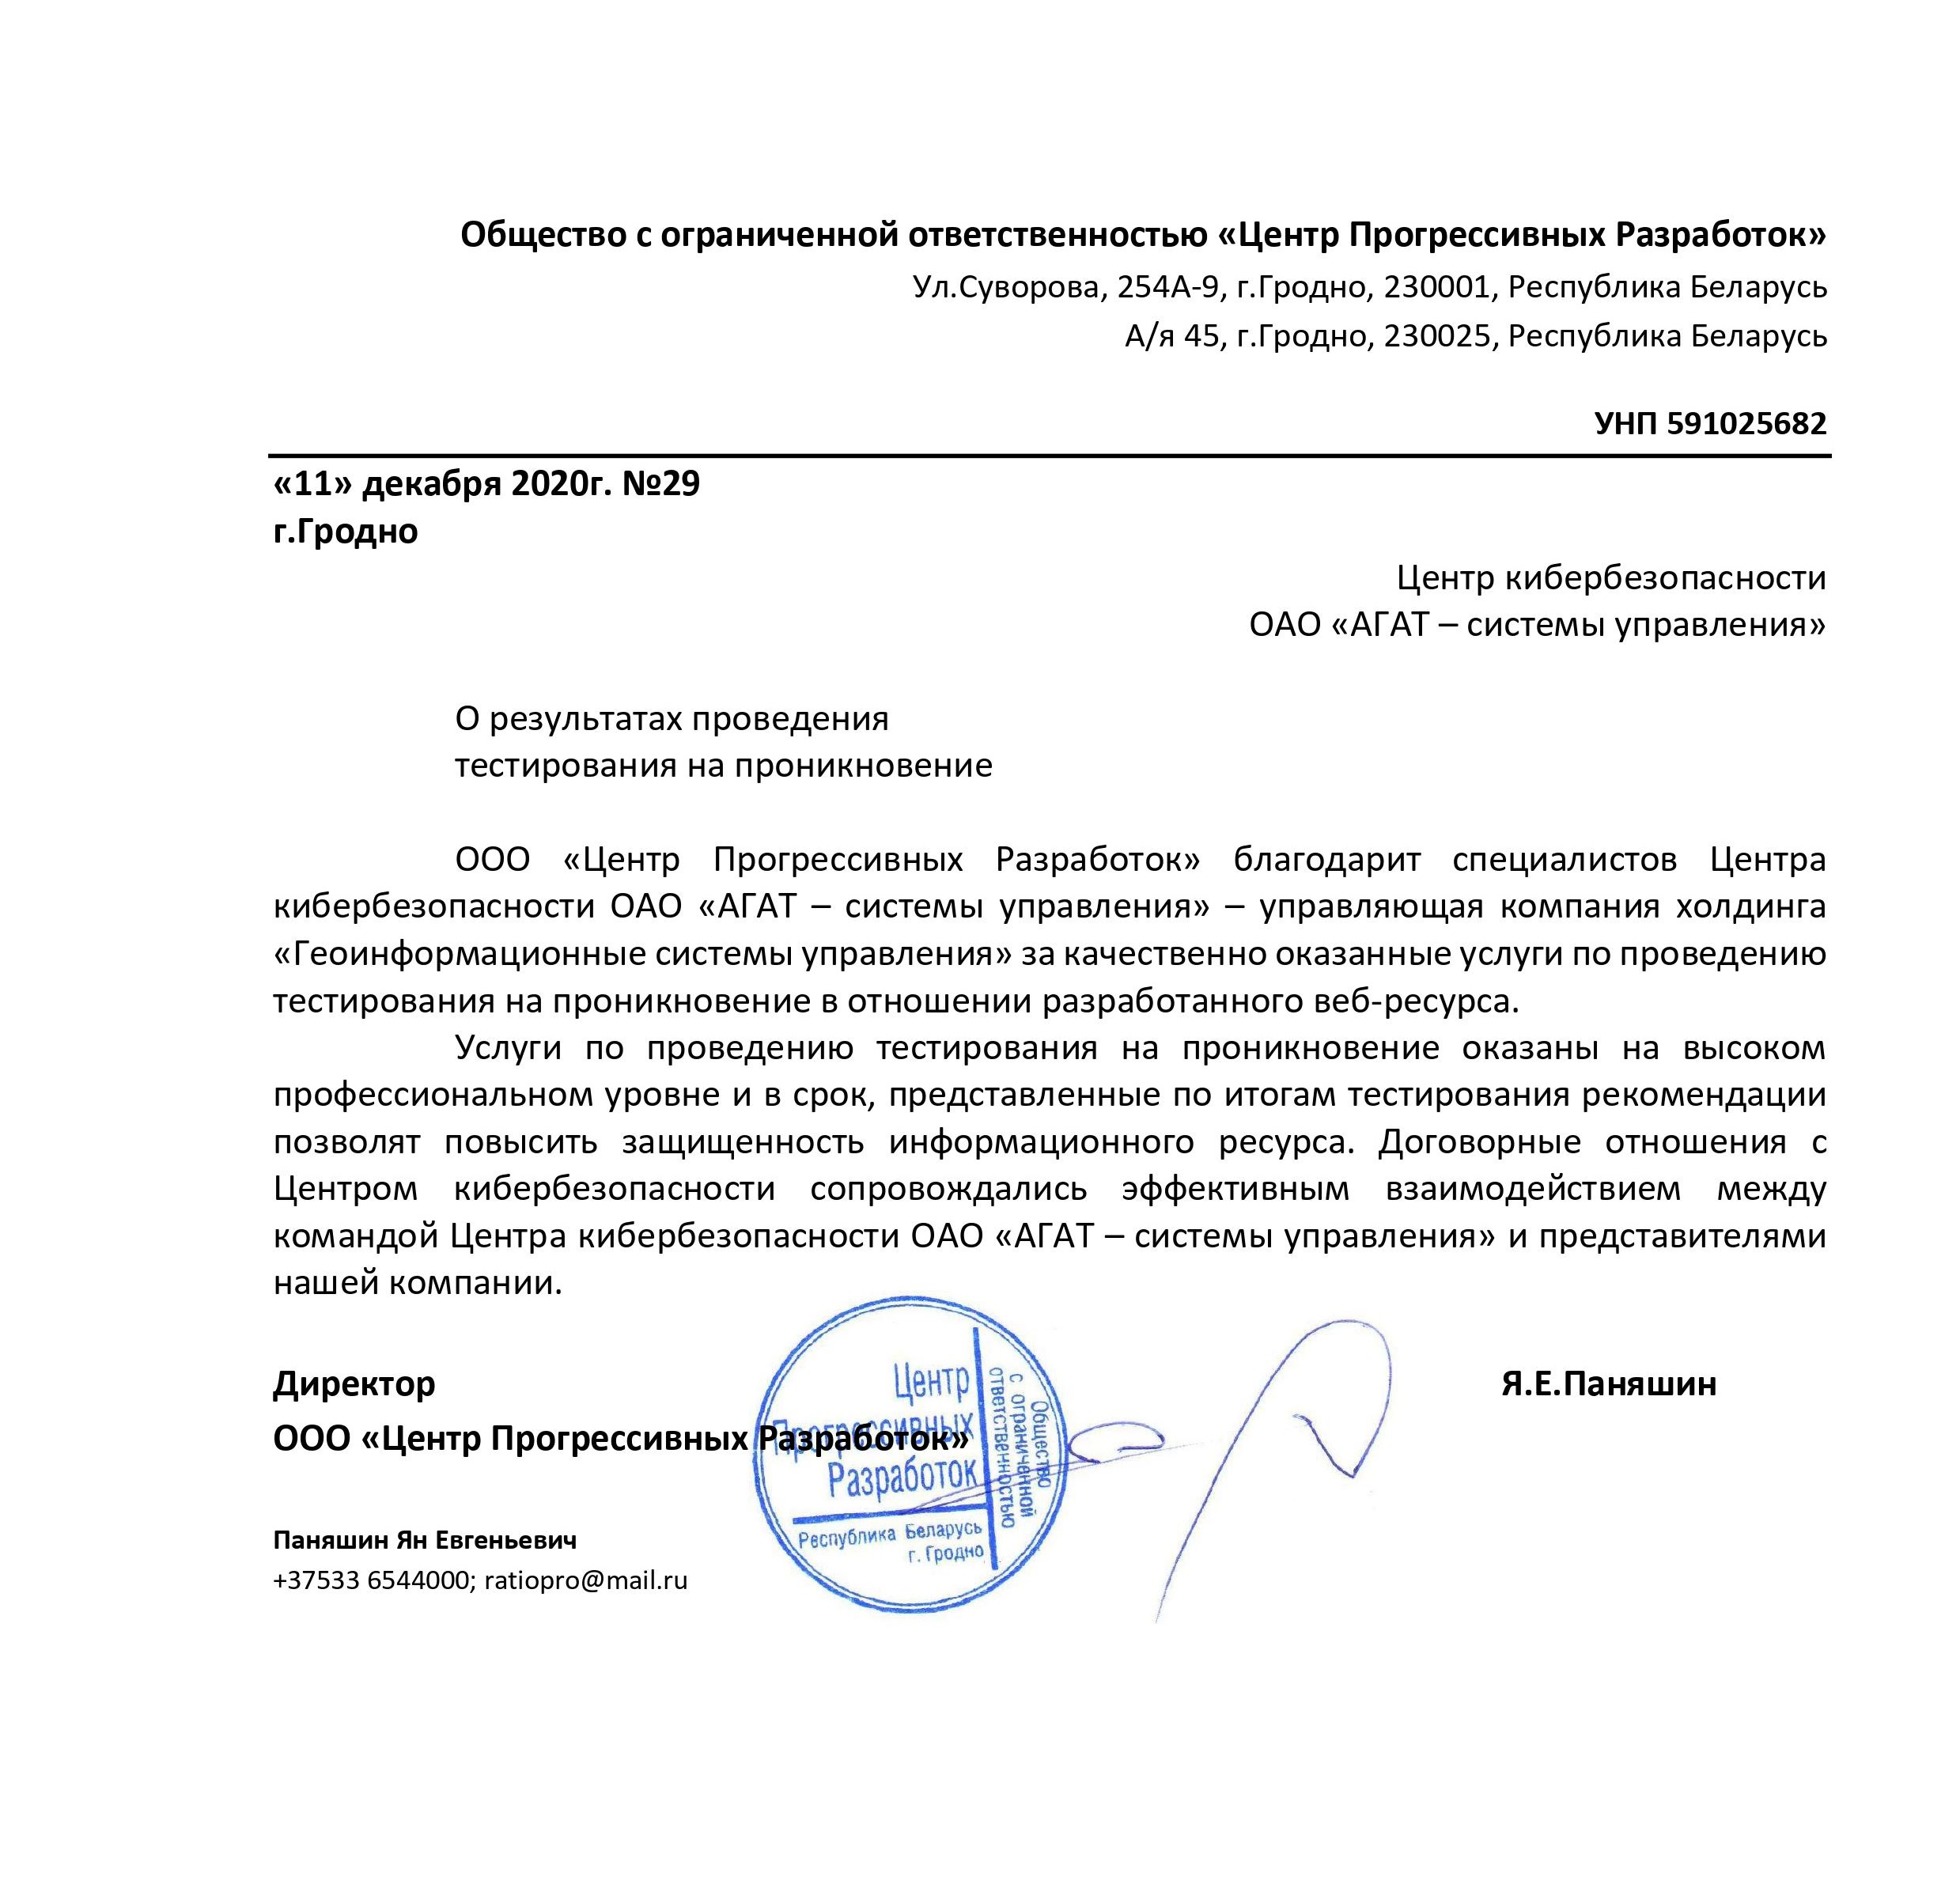 Общество с ограниченной ответственностью «Центр Прогрессивных Разработок»
Ул.Суворова, 254А-9, г.Гродно, 230001, Республика Беларусь
А/я 45, г.Гродно, 230025, Республика Беларусь
УНП 591025682
«11» декабря 2020г. №29
г.Гродно
Центр кибербезопасности
ОАО «АГАТ – системы управления»
О результатах проведения
тестирования на проникновение
ООО «Центр Прогрессивных Разработок» благодарит специалистов Центра
кибербезопасности ОАО «АГАТ – системы управления» – управляющая компания холдинга
«Геоинформационные системы управления» за качественно оказанные услуги по проведению
тестирования на проникновение в отношении разработанного веб-ресурса.
Услуги по проведению тестирования на проникновение оказаны на высоком
профессиональном уровне и в срок, представленные по итогам тестирования рекомендации
позволят повысить защищенность информационного ресурса. Договорные отношения с
Центром кибербезопасности сопровождались эффективным взаимодействием между
командой Центра кибербезопасности ОАО «АГАТ – системы управления» и представителями
нашей компании.
Директор
Я.Е.Паняшин
ООО «Центр Прогрессивных Разработок»
Центр
Прогрессивных
Разработок
Общество
с ограниченной
ответственностью
Республика Беларусь
г. Гродно
Паняшин Ян Евгеньевич
+37533 6544000; ratiopro@mail.ru